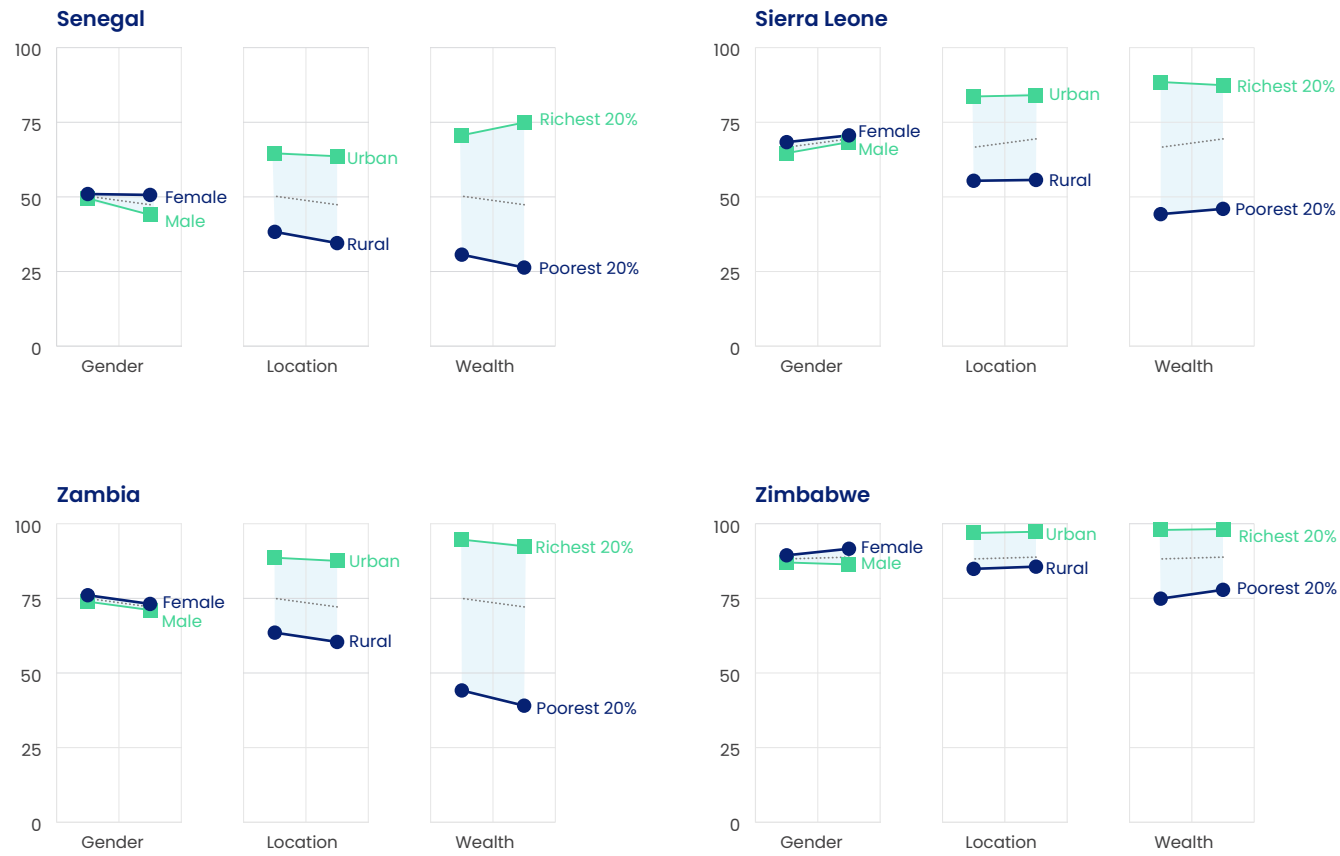 Senegal
100
75
50
25
0
Female
Male
Gender
Urban
Rural
Location
Richest 20%
Poorest 20%
Wealth
Sierra Leone
100
75
50
25
0
Female
Male
Gender
Urban
Rural
Location
Richest 20%
Poorest 20%
Wealth
Zambia
100
75
50
25
0
Female
Male
Gender
Urban
Rural
Location
Richest 20%
Poorest 20%
Wealth
Zimbabwe
100
75
50
25
0
Female
Male
Gender
Urban
Rural
Location
Richest 20%
Poorest 20%
Wealth